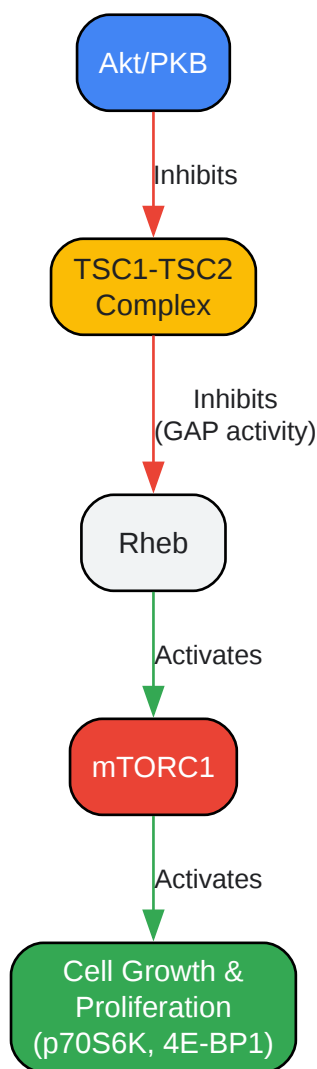 Akt/PKB
Inhibits
TSC1-TSC2
Complex
Inhibits
(GAP activity)
Rheb
Activates
mTORC1
Activates
Cell Growth &
Proliferation
(p70S6K, 4E-BP1)